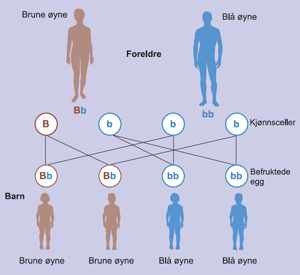 Brune øyne
Blå øyne
Foreldre
Bb
bb
B b b b
Kjønnsceller
Bb Bb bb bb
Befruktede
egg
Barn
Brune øyne Brune øyne Blå øyne Blå øyne